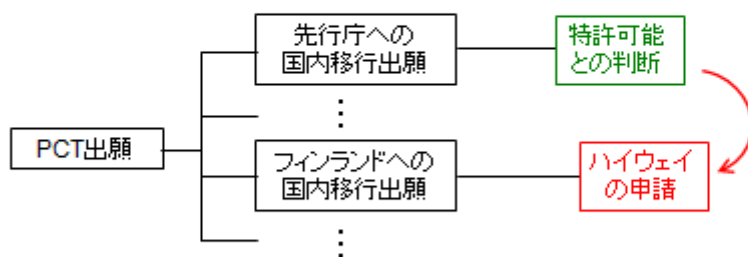 先行庁への
国内移行出願
特許可能
との判断
⋮
PCT出願
フィンランドへの
国内移行出願
ハイウェイ
の申請
⋮